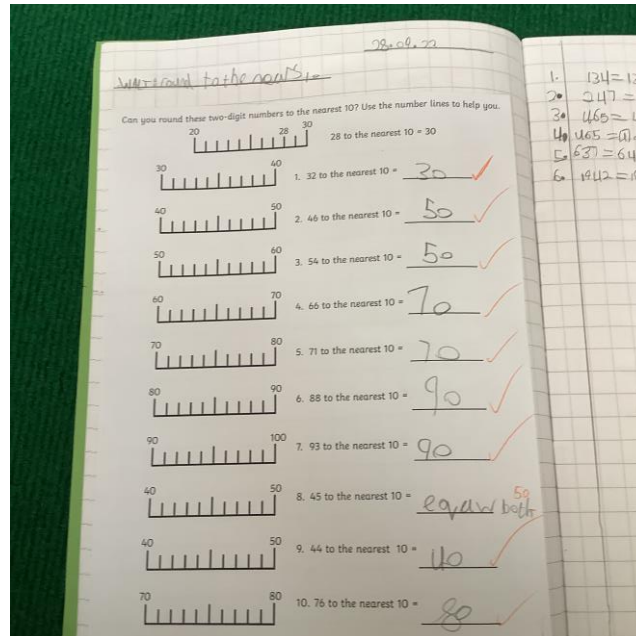 28.09.22
to the
Can you round these two-digit numbers to the nearest 10? Use the number lines to help you.
20 28 30
28 to the nearest 10 = 30
30 40
1. 32 to the nearest 10 = 30
40 50
2. 46 to the nearest 10 = 50
50 60
3. 54 to the nearest 10 = 50
60 70
4. 66 to the nearest 10 = 70
70 80
5. 71 to the nearest 10 = 70
80 90
6. 88 to the nearest 10 = 90
90 100
7. 93 to the nearest 10 = 90
40 50
50
8. 45 to the nearest 10 = eqauw both
40 50
9. 44 to the nearest 10 = 40
70 80
10. 76 to the nearest 10 = 80
1. 134=
2. 247=
3. 465=
4. 465=
5. 637=64
6. 1942=